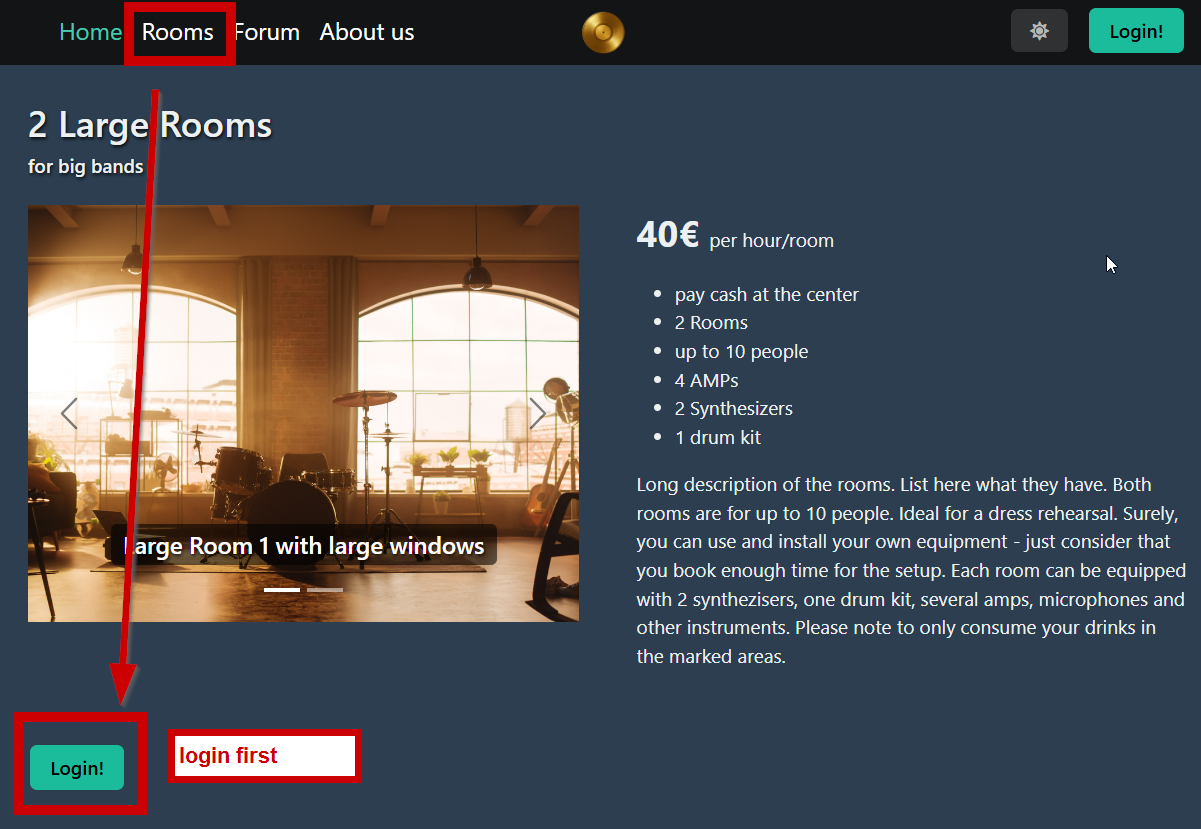 Home Rooms Forum About us Login!
2 Large Rooms
for big bands
Large Room 1 with large windows
40€ per hour/room
pay cash at the center
2 Rooms
up to 10 people
4 AMPs
2 Synthesizers
1 drum kit
Long description of the rooms. List here what they have. Both
rooms are for up to 10 people. Ideal for a dress rehearsal. Surely,
you can use and install your own equipment - just consider that
you book enough time for the setup. Each room can be equipped
with 2 synthezisers, one drum kit, several amps, microphones and
other instruments. Please note to only consume your drinks in
the marked areas.
Login!
login first